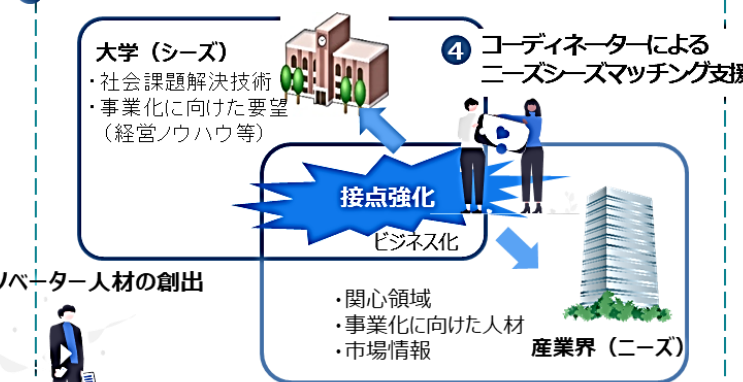 大学（シーズ）
・社会課題解決技術
・事業化に向けた要望
（経営ノウハウ等）
4 コーディネーターによる
ニーズシーズマッチング支援
接点強化
ビジネス化
ノベーター人材の創出
・関心領域
・事業化に向けた人材
・市場情報
産業界（ニーズ）